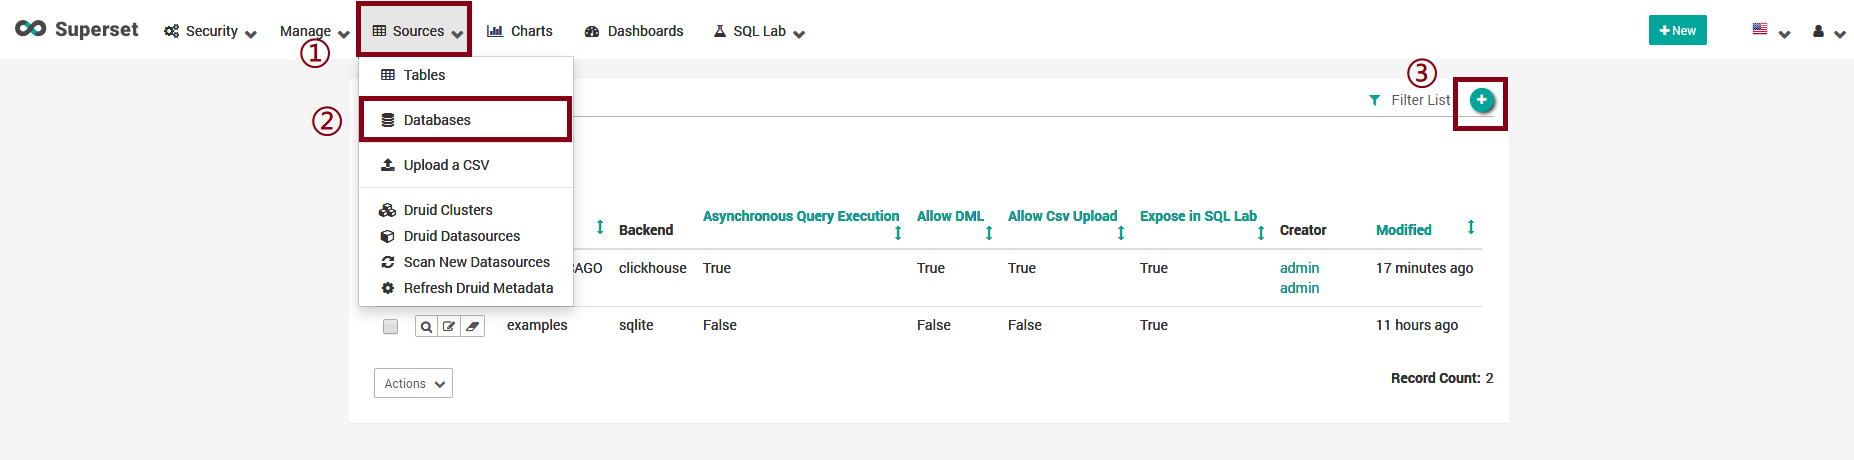 Superset Security Manage Sources Charts Dashboards SQL Lab +New
①
Tables
③
Filter List
②
Databases
Upload a CSV
Druid Clusters
Druid Datasources
Scan New Datasources
Refresh Druid Metadata
Backend Asynchronous Query Execution Allow DML Allow Csv Upload Expose in SQL Lab Creator Modified
AGO clickhouse True True True True admin admin 17 minutes ago
examples sqlite False False False True 11 hours ago
Actions
Record Count: 2